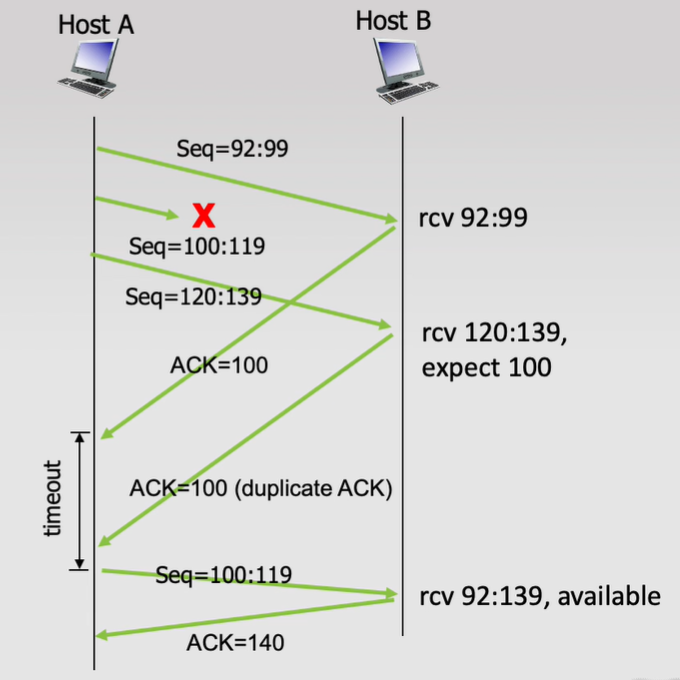 Host A
Host B
Seq=92:99
X
rcv 92:99
Seq=100:119
Seq=120:139
rcv 120:139,
expect 100
ACK=100
timeout
ACK=100 (duplicate ACK)
Seq=100:119
rcv 92:139, available
ACK=140